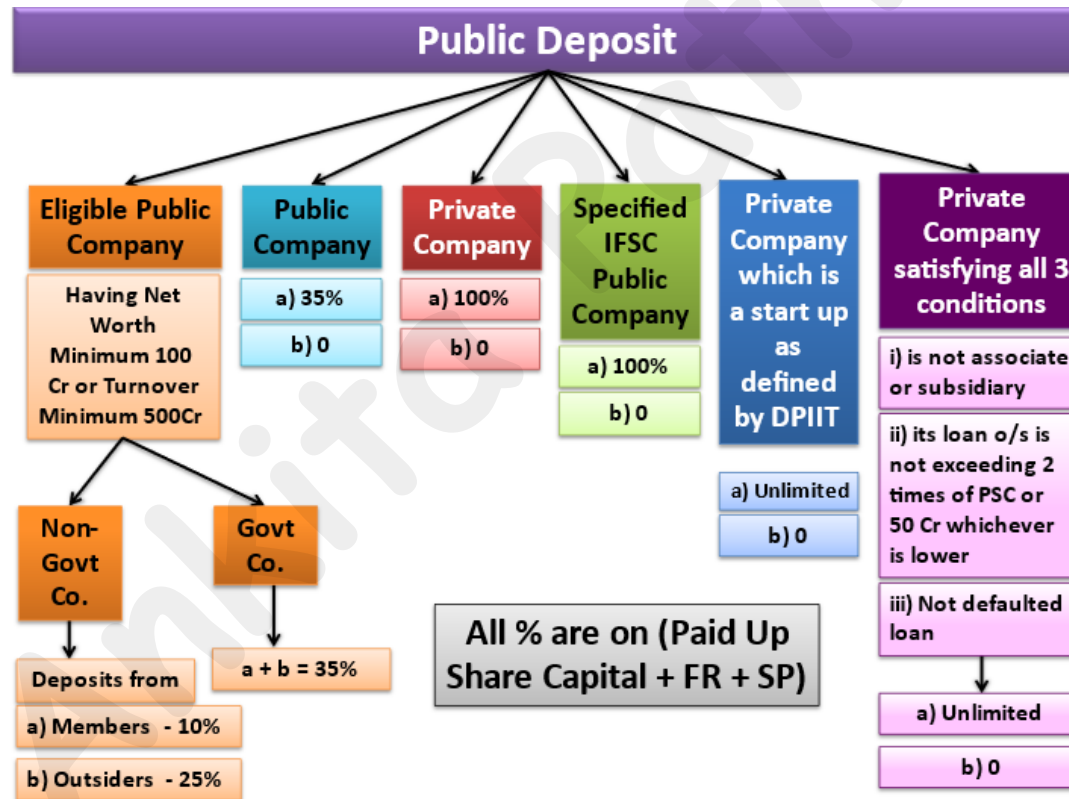 Public Deposit
Eligible Public
Company
Having Net
Worth
Minimum 100
Cr or Turnover
Minimum 500Cr
Non-
Govt
Co.
Deposits from
a) Members - 10%
b) Outsiders - 25%
Govt
Co.
a + b = 35%
Public
Company
a) 35%
b) 0
Private
Company
a) 100%
b) 0
Specified
IFSC
Public
Company
a) 100%
b) 0
Private
Company
which is
a start up
as
defined
by DPIIT
a) Unlimited
b) 0
Private
Company
satisfying all 3
conditions
i) is not associate
or subsidiary
ii) its loan o/s is
not exceeding 2
times of PSC or
50 Cr whichever
is lower
iii) Not defaulted
loan
a) Unlimited
b) 0
All % are on (Paid Up
Share Capital + FR + SP)
Ankita